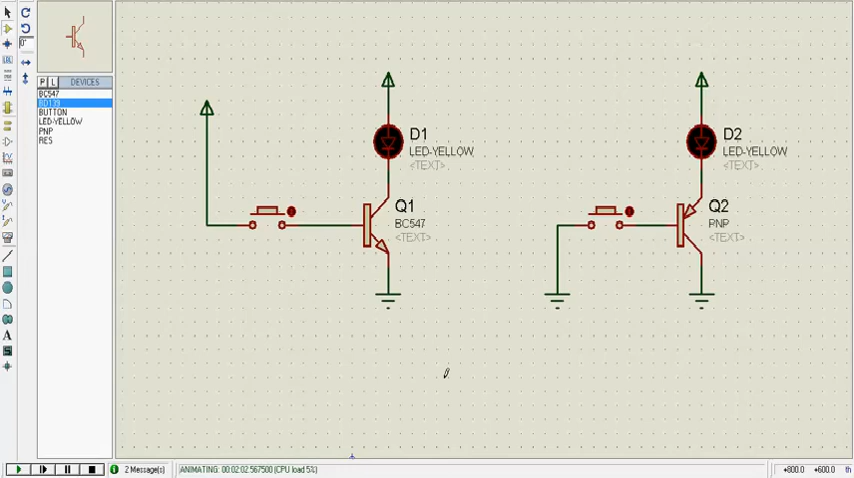 P L DEVICES
BC547
BD139
BUTTON
LED-YELLOW
PNP
RES
D1
LED-YELLOW
<TEXT>
Q1
BC547
<TEXT>
D2
LED-YELLOW
<TEXT>
Q2
PNP
<TEXT>
2 Message(s)
ANIMATING: 00:02:02.567500 (CPU load 5%)
+800.0 +600.0 th